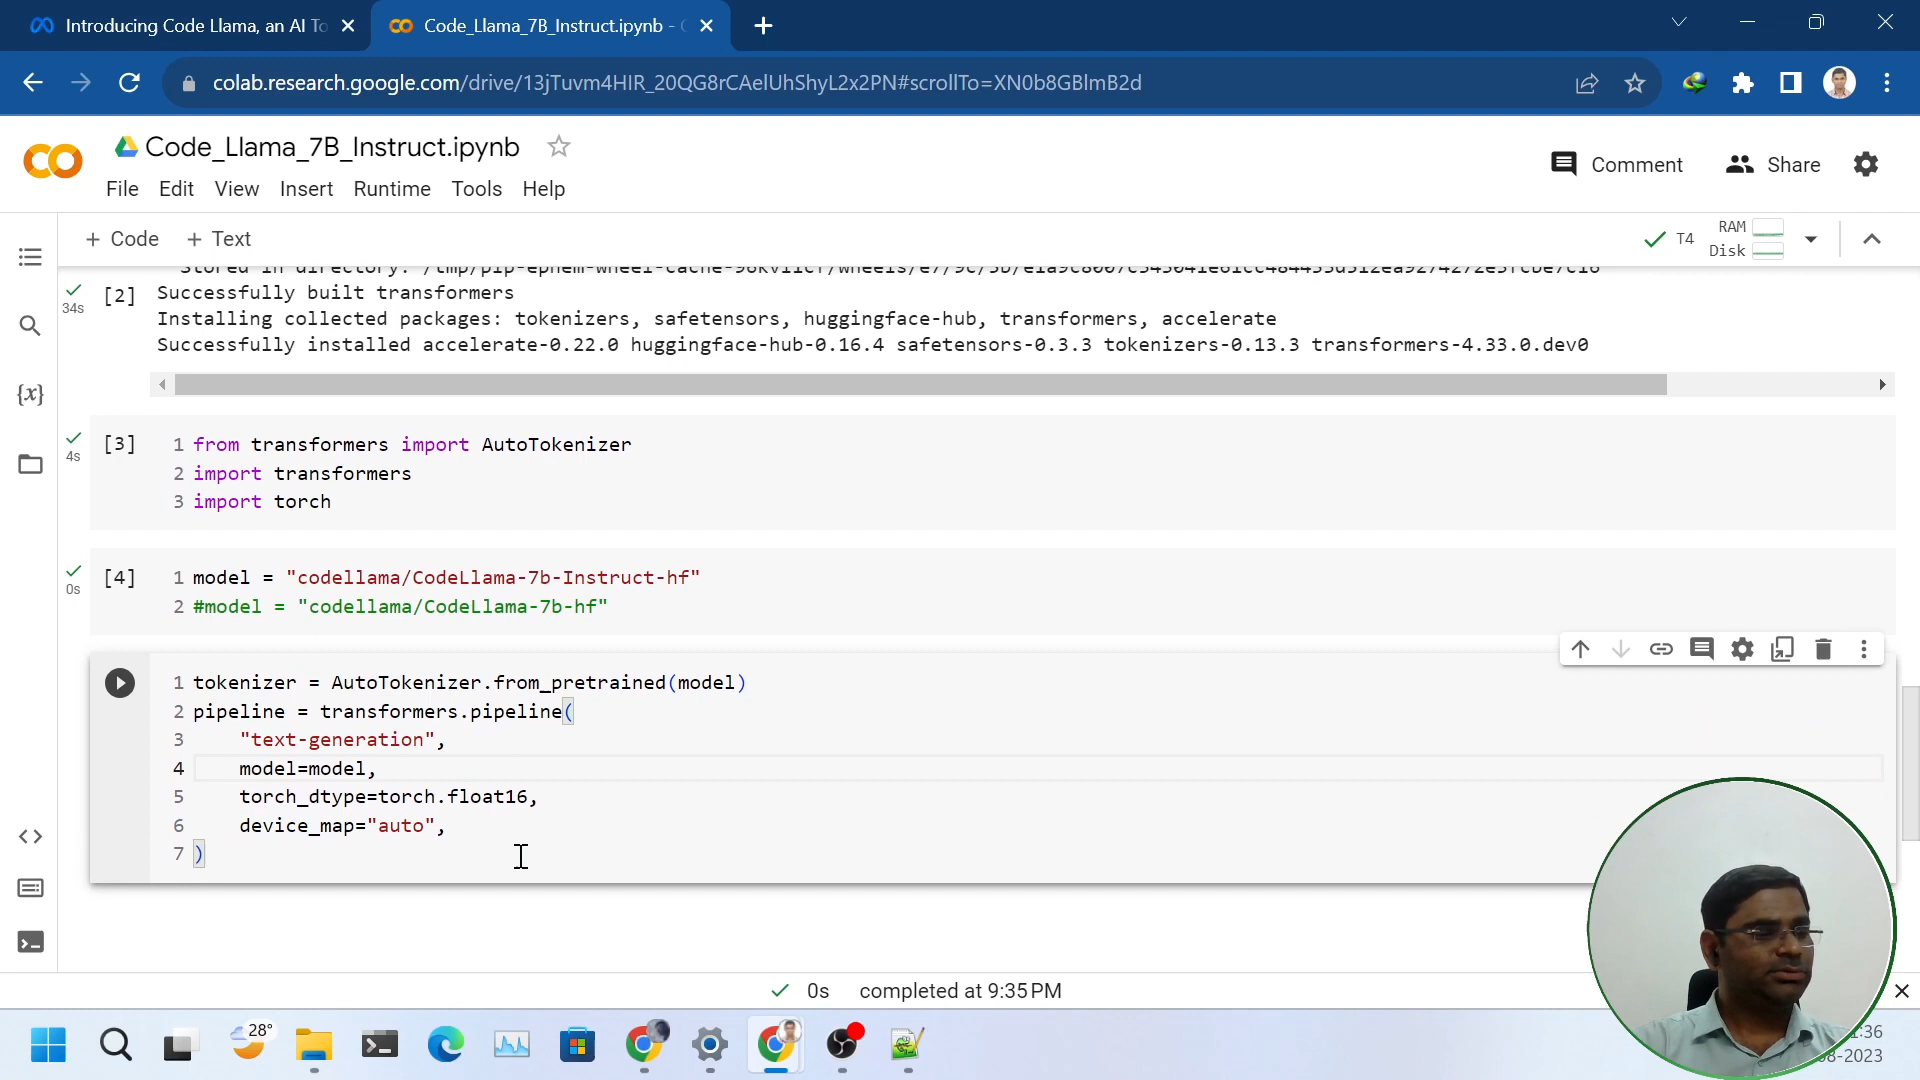 Introducing Code Llama, an AI To
Code_Llama_7B_Instruct.ipynb -
colab.research.google.com/drive/13jTuvm4HIR_20QG8rCAelUhShyL2x2PN#scrollTo=XN0b8GBlmB2d
Code_Llama_7B_Instruct.ipynb
Comment
Share
File Edit View Insert Runtime Tools Help
+ Code + Text
T4
RAM
Disk
34s
[2]
Successfully built transformers
Installing collected packages: tokenizers, safetensors, huggingface-hub, transformers, accelerate
Successfully installed accelerate-0.22.0 huggingface-hub-0.16.4 safetensors-0.3.3 tokenizers-0.13.3 transformers-4.33.0.dev0
4s
[3]
1 from transformers import AutoTokenizer
2 import transformers
3 import torch
0s
[4]
1 model = "codellama/CodeLlama-7b-Instruct-hf"
2 #model = "codellama/CodeLlama-7b-hf"
1 tokenizer = AutoTokenizer.from_pretrained(model)
2 pipeline = transformers.pipeline(
3 "text-generation",
4 model=model,
5 torch_dtype=torch.float16,
6 device_map="auto",
7 )
{x}
0s completed at 9:35 PM
28°
:36
-2023